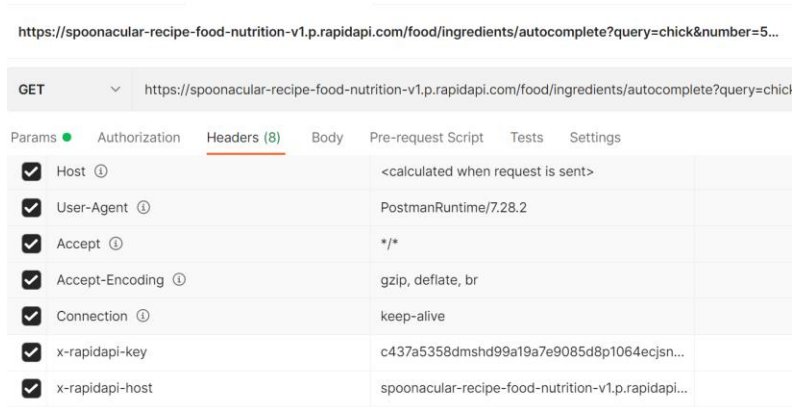 https://spoonacular-recipe-food-nutrition-v1.p.rapidapi.com/food/ingredients/autocomplete?query=chick&number=5...
GET https://spoonacular-recipe-food-nutrition-v1.p.rapidapi.com/food/ingredients/autocomplete?query=chick
Params Authorization Headers (8) Body Pre-request Script Tests Settings
Host <calculated when request is sent>
User-Agent PostmanRuntime/7.28.2
Accept */*
Accept-Encoding gzip, deflate, br
Connection keep-alive
x-rapidapi-key c437a5358dmshd99a19a7e9085d8p1064ecjsn...
x-rapidapi-host spoonacular-recipe-food-nutrition-v1.p.rapidapi...